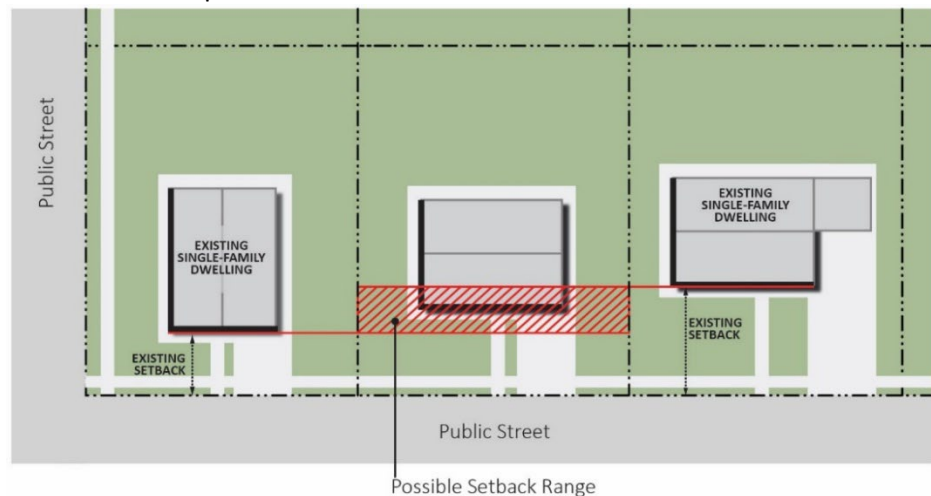 Public Street
EXISTING
SINGLE-FAMILY
DWELLING
EXISTING
SINGLE-FAMILY
DWELLING
EXISTING
SETBACK
EXISTING
SETBACK
Public Street
Possible Setback Range